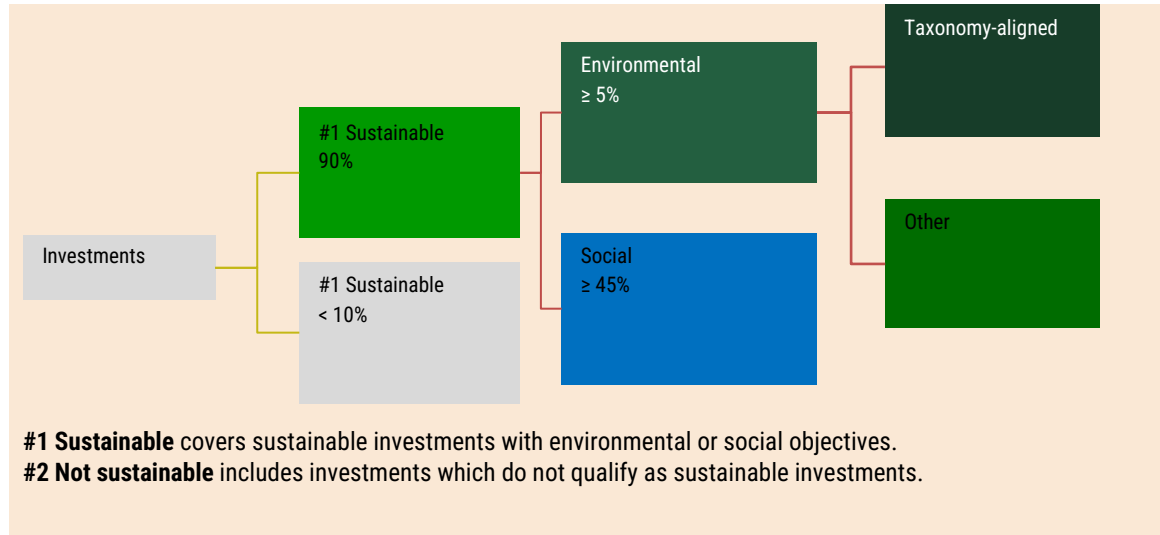 Taxonomy-aligned
Environmental
≥ 5%
#1 Sustainable
90%
Other
Investments
Social
≥ 45%
#1 Sustainable
< 10%
#1 Sustainable covers sustainable investments with environmental or social objectives.
#2 Not sustainable includes investments which do not qualify as sustainable investments.